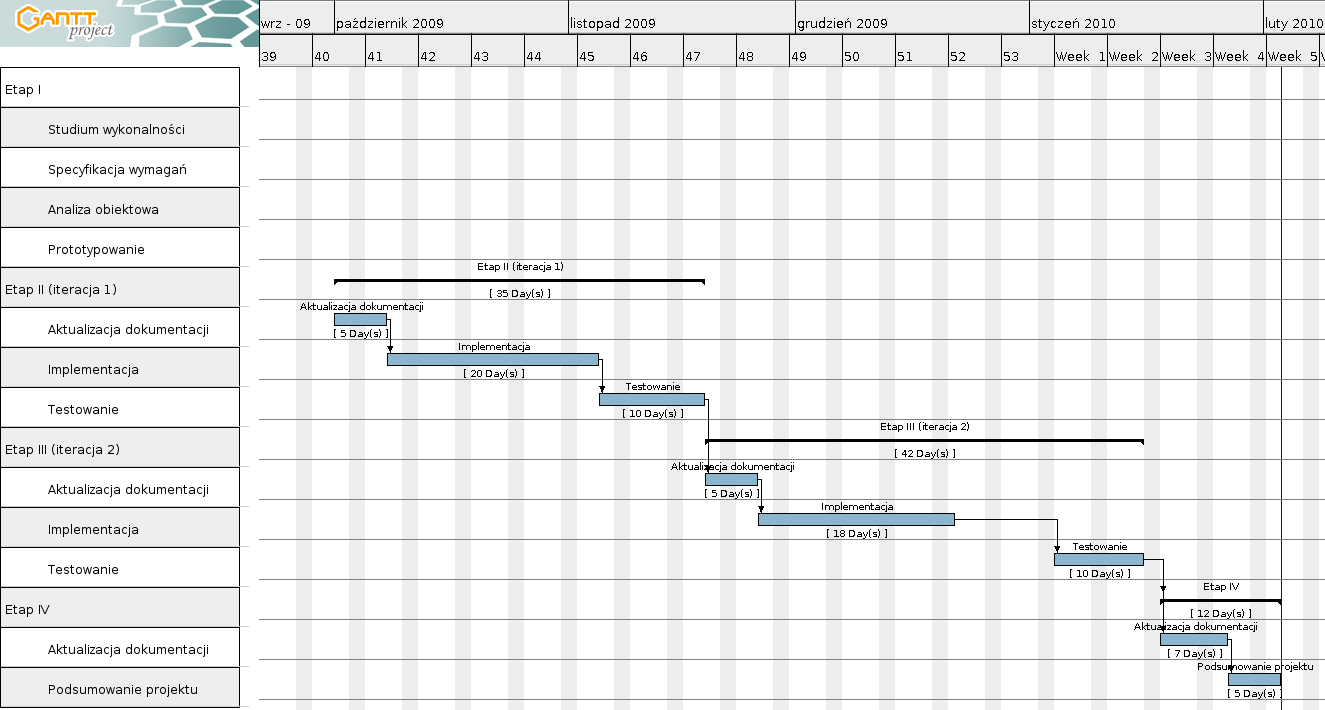 GANTT
project
wrz - 09 październik 2009 listopad 2009 grudzień 2009 styczeń 2010 luty 2010
39 40 41 42 43 44 45 46 47 48 49 50 51 52 53 Week 1 Week 2 Week 3 Week 4 Week 5
Etap I
Studium wykonalności
Specyfikacja wymagań
Analiza obiektowa
Prototypowanie
Etap II (iteracja 1)
Etap II (iteracja 1)
[ 35 Day(s) ]
Aktualizacja dokumentacji
Aktualizacja dokumentacji
[ 5 Day(s) ]
Implementacja
Implementacja
[ 20 Day(s) ]
Testowanie
Testowanie
[ 10 Day(s) ]
Etap III (iteracja 2)
Etap III (iteracja 2)
[ 42 Day(s) ]
Aktualizacja dokumentacji
Aktualizacja dokumentacji
[ 5 Day(s) ]
Implementacja
Implementacja
[ 18 Day(s) ]
Testowanie
Testowanie
[ 10 Day(s) ]
Etap IV
Etap IV
[ 12 Day(s) ]
Aktualizacja dokumentacji
Aktualizacja dokumentacji
[ 7 Day(s) ]
Podsumowanie projektu
Podsumowanie projektu
[ 5 Day(s) ]